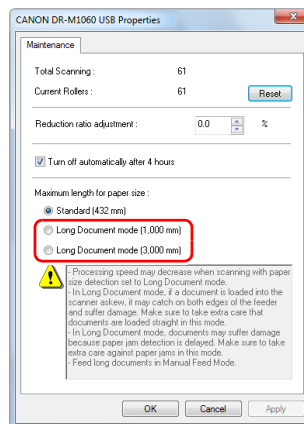 CANON DR-M1060 USB Properties
Maintenance
Total Scanning : 61
Current Rollers : 61 Reset
Reduction ratio adjustment : 0.0 %
Turn off automatically after 4 hours
Maximum length for paper size :
Standard (432 mm)
Long Document mode (1,000 mm)
Long Document mode (3,000 mm)
- Processing speed may decrease when scanning with paper
size detection set to Long Document mode.
- In Long Document mode, if a document is loaded into the
scanner askew, it may catch on both edges of the feeder
and suffer damage. Make sure to take extra care that
documents are loaded straight in this mode.
- In Long Document mode, documents may suffer damage
because paper jam detection is delayed. Make sure to take
extra care against paper jams in this mode.
- Feed long documents in Manual Feed Mode.
OK Cancel Apply